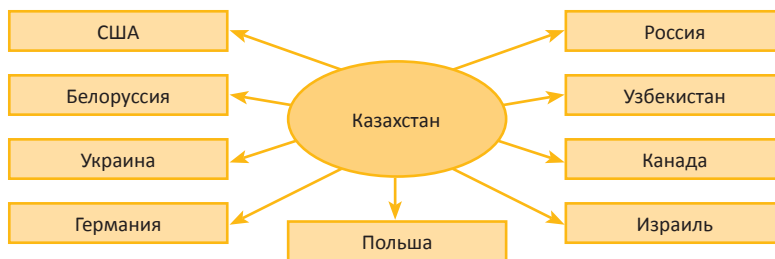 США
Россия
Белоруссия
Узбекистан
Казахстан
Украина
Канада
Германия
Израиль
Польша